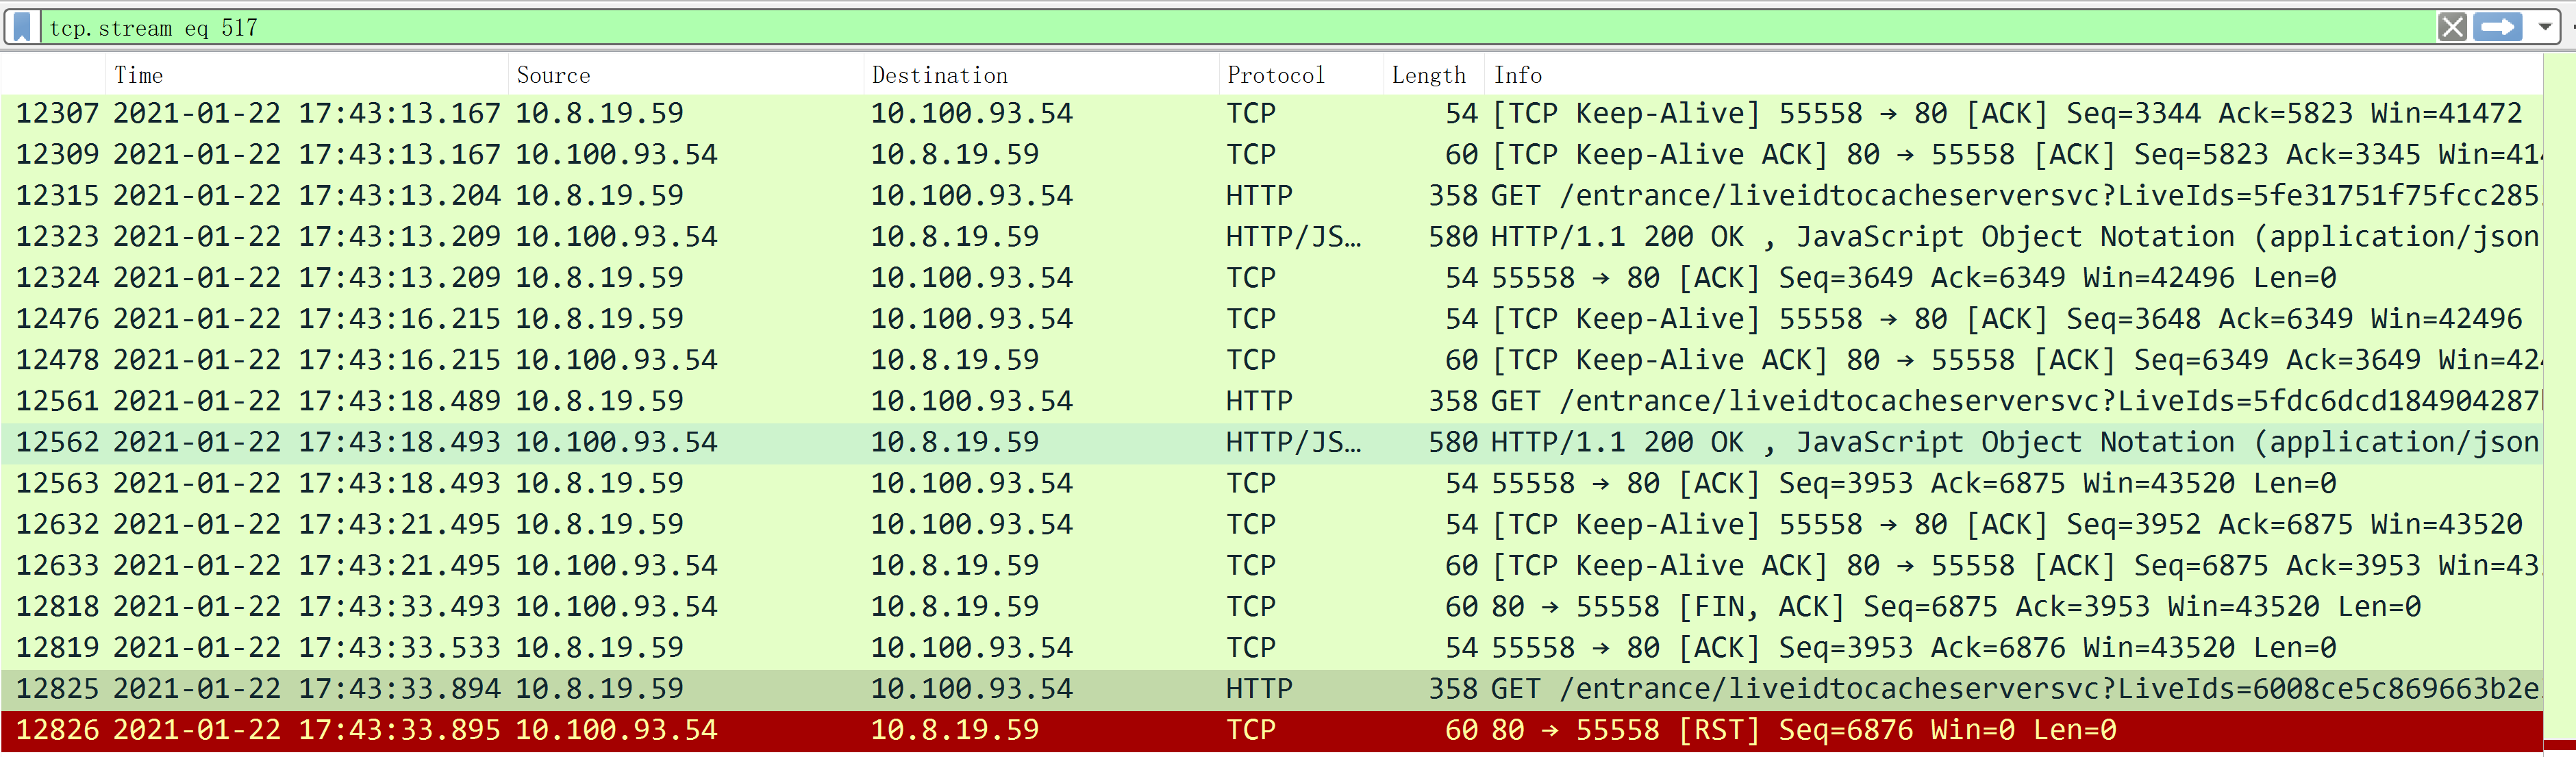 tcp.stream eq 517
Time Source Destination Protocol Length Info
12307 2021-01-22 17:43:13.167 10.8.19.59 10.100.93.54 TCP 54 [TCP Keep-Alive] 55558 → 80 [ACK] Seq=3344 Ack=5823 Win=41472
12309 2021-01-22 17:43:13.167 10.100.93.54 10.8.19.59 TCP 60 [TCP Keep-Alive ACK] 80 → 55558 [ACK] Seq=5823 Ack=3345 Win=41
12315 2021-01-22 17:43:13.204 10.8.19.59 10.100.93.54 HTTP 358 GET /entrance/liveidtocacheserversvc?LiveIds=5fe31751f75fcc285
12323 2021-01-22 17:43:13.209 10.100.93.54 10.8.19.59 HTTP/JS… 580 HTTP/1.1 200 OK , JavaScript Object Notation (application/json
12324 2021-01-22 17:43:13.209 10.8.19.59 10.100.93.54 TCP 54 55558 → 80 [ACK] Seq=3649 Ack=6349 Win=42496 Len=0
12476 2021-01-22 17:43:16.215 10.8.19.59 10.100.93.54 TCP 54 [TCP Keep-Alive] 55558 → 80 [ACK] Seq=3648 Ack=6349 Win=42496
12478 2021-01-22 17:43:16.215 10.100.93.54 10.8.19.59 TCP 60 [TCP Keep-Alive ACK] 80 → 55558 [ACK] Seq=6349 Ack=3649 Win=42
12561 2021-01-22 17:43:18.489 10.8.19.59 10.100.93.54 HTTP 358 GET /entrance/liveidtocacheserversvc?LiveIds=5fdc6dcd184904287
12562 2021-01-22 17:43:18.493 10.100.93.54 10.8.19.59 HTTP/JS… 580 HTTP/1.1 200 OK , JavaScript Object Notation (application/json
12563 2021-01-22 17:43:18.493 10.8.19.59 10.100.93.54 TCP 54 55558 → 80 [ACK] Seq=3953 Ack=6875 Win=43520 Len=0
12632 2021-01-22 17:43:21.495 10.8.19.59 10.100.93.54 TCP 54 [TCP Keep-Alive] 55558 → 80 [ACK] Seq=3952 Ack=6875 Win=43520
12633 2021-01-22 17:43:21.495 10.100.93.54 10.8.19.59 TCP 60 [TCP Keep-Alive ACK] 80 → 55558 [ACK] Seq=6875 Ack=3953 Win=43
12818 2021-01-22 17:43:33.493 10.100.93.54 10.8.19.59 TCP 60 80 → 55558 [FIN, ACK] Seq=6875 Ack=3953 Win=43520 Len=0
12819 2021-01-22 17:43:33.533 10.8.19.59 10.100.93.54 TCP 54 55558 → 80 [ACK] Seq=3953 Ack=6876 Win=43520 Len=0
12825 2021-01-22 17:43:33.894 10.8.19.59 10.100.93.54 HTTP 358 GET /entrance/liveidtocacheserversvc?LiveIds=6008ce5c869663b2e
12826 2021-01-22 17:43:33.895 10.100.93.54 10.8.19.59 TCP 60 80 → 55558 [RST] Seq=6876 Win=0 Len=0